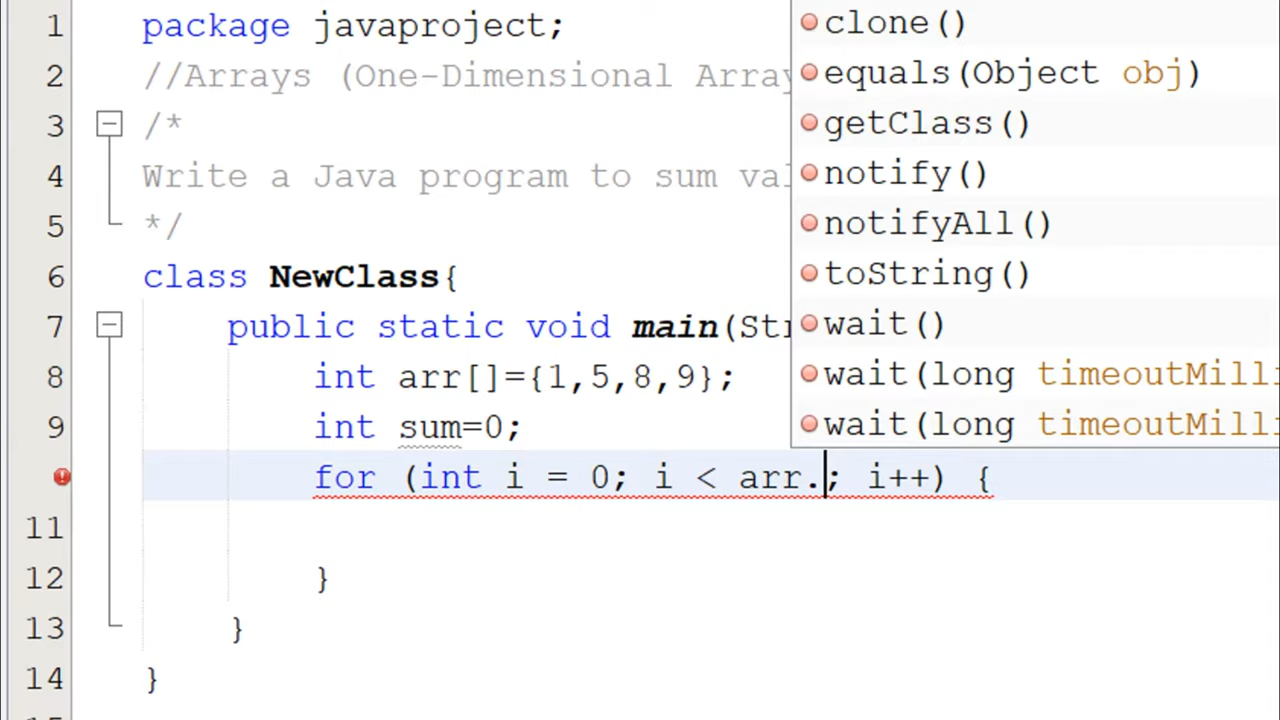 1 package javaproject;
2 //Arrays (One-Dimensional Array
3 /*
4 Write a Java program to sum val
5 */
6 class NewClass{
7 public static void main(Str
8 int arr[]={1,5,8,9};
9 int sum=0;
for (int i = 0; i < arr.; i++) {
11
12 }
13 }
14 }
clone()
equals(Object obj)
getClass()
notify()
notifyAll()
toString()
wait()
wait(long timeoutMilli
wait(long timeoutMilli